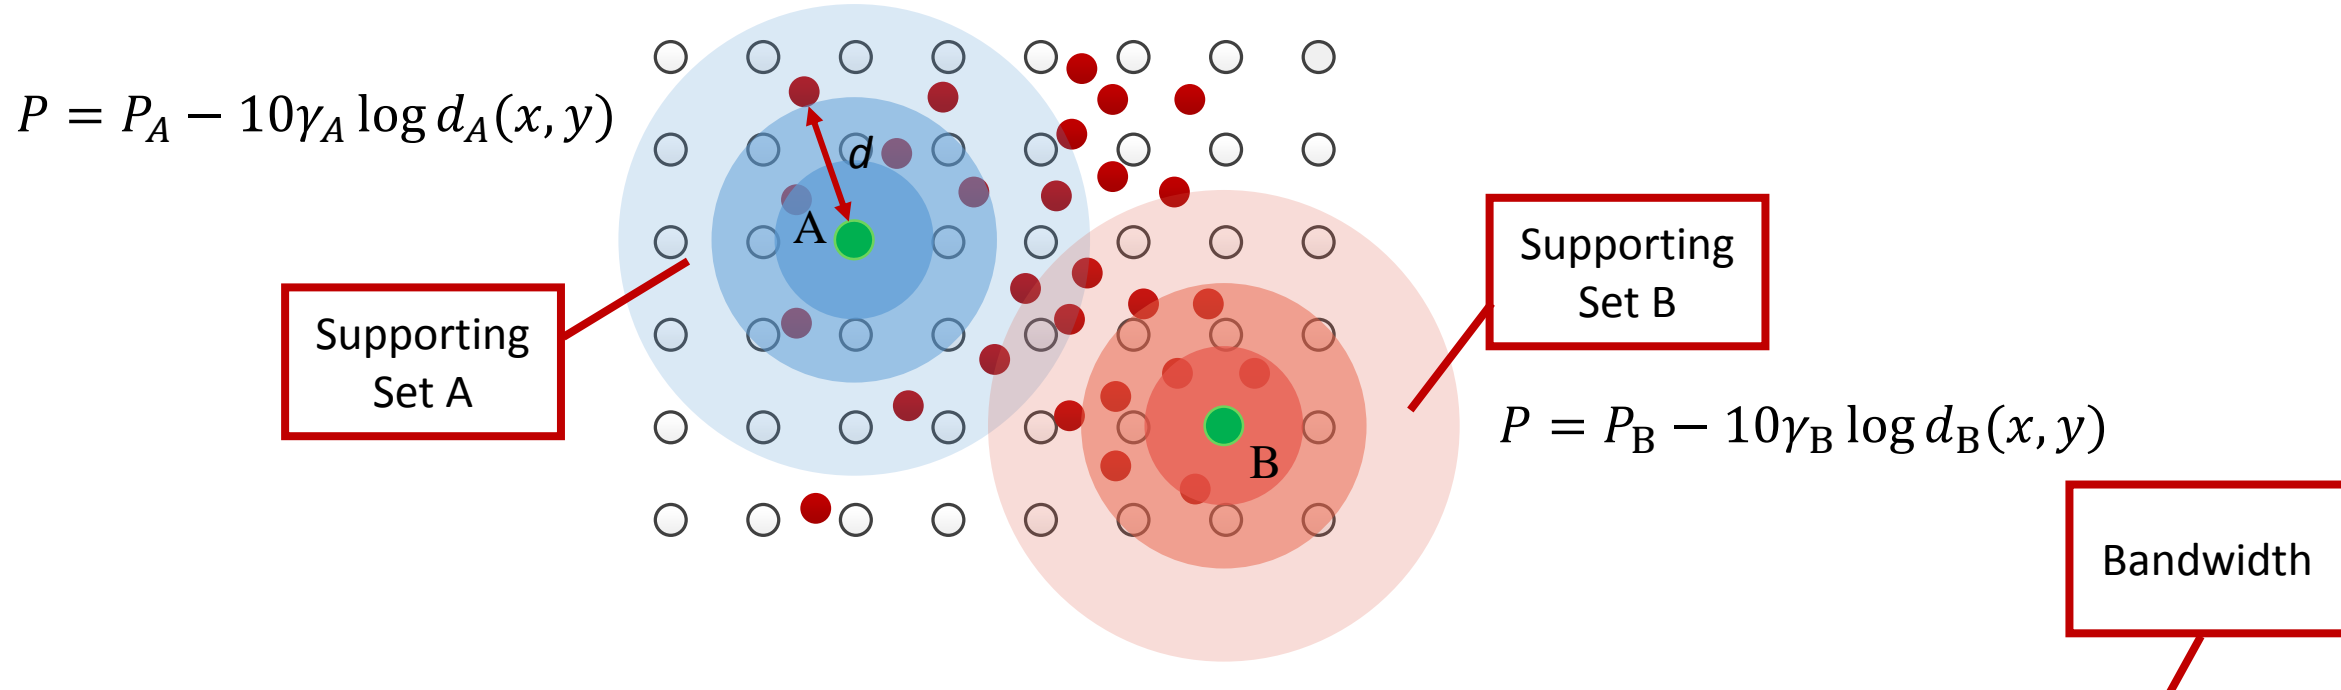 P = P_A − 10γ_A log d_A(x, y)
d
A
Supporting
Set A
Supporting
Set B
P = P_B − 10γ_B log d_B(x, y)
B
Bandwidth